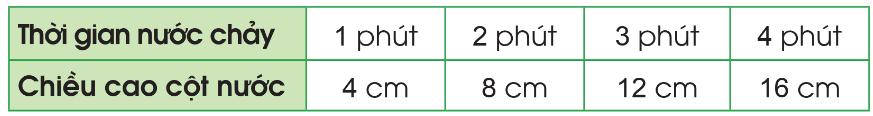 Thời gian nước chảy 1 phút 2 phút 3 phút 4 phút
Chiều cao cột nước 4 cm 8 cm 12 cm 16 cm